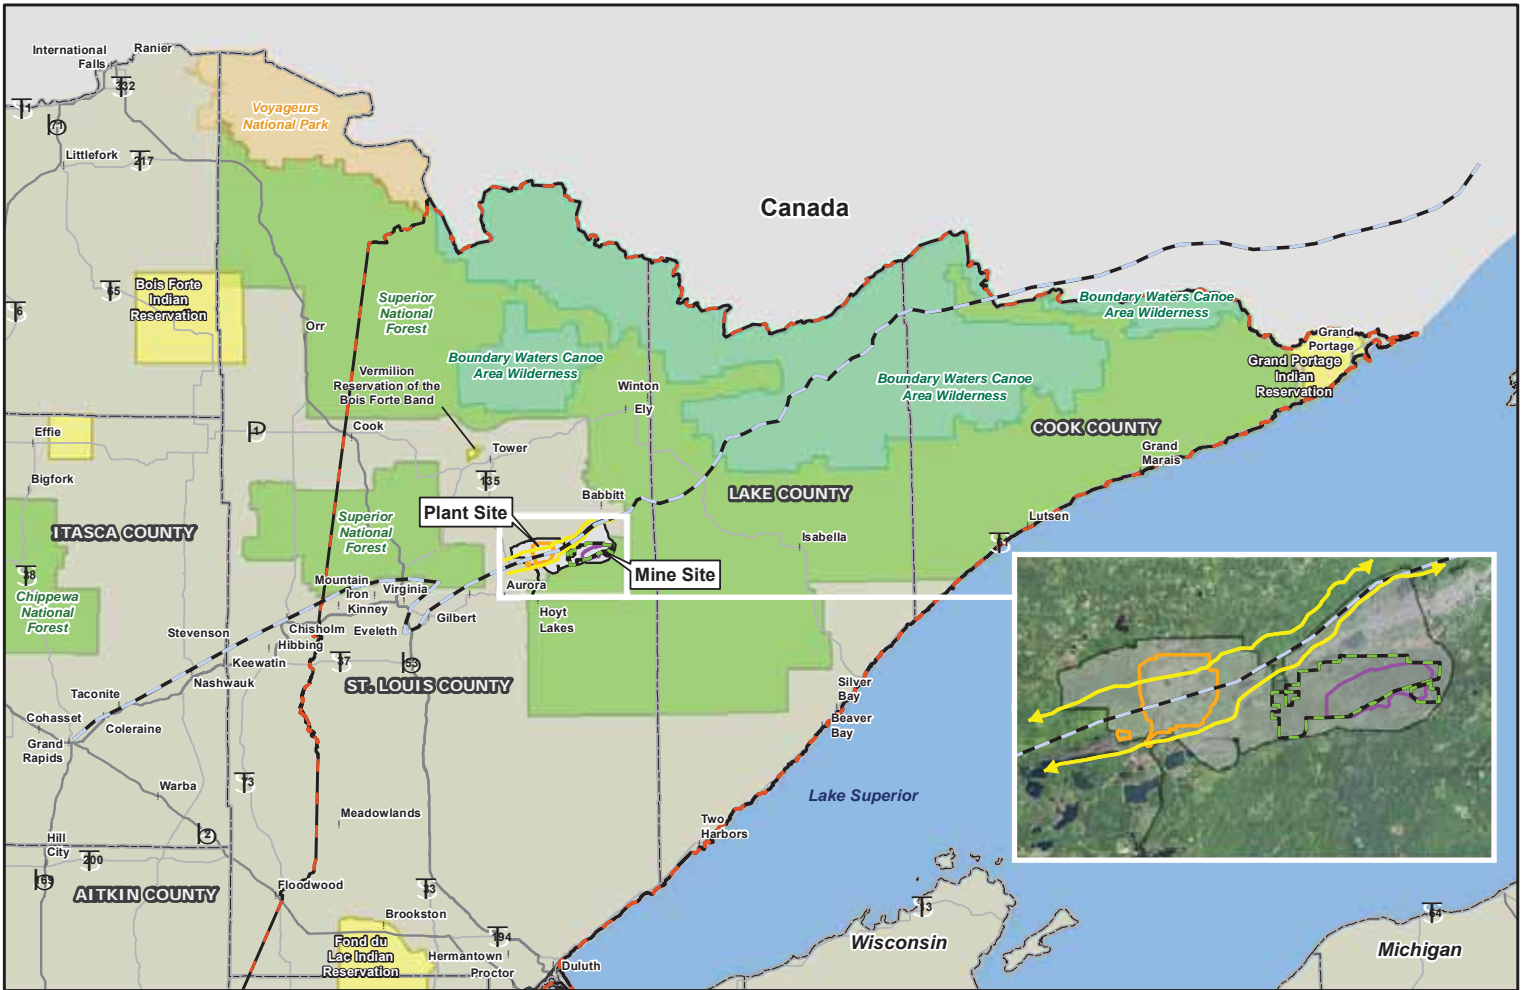 International
Falls
Ranier
332
11
71
Littlefork
217
Voyageurs
National Park
Canada
Bois Forte
Indian
Reservation
65
6
Orr
Superior
National
Forest
Boundary Waters Canoe
Area Wilderness
Boundary Waters Canoe
Area Wilderness
Boundary Waters Canoe
Area Wilderness
Grand
Portage
Grand Portage
Indian
Reservation
Vermilion
Reservation of the
Bois Forte Band
Winton
Ely
Effie
1
Cook
Tower
COOK COUNTY
Grand
Marais
Bigfork
135
Babbitt
LAKE COUNTY
Plant Site
Lutsen
ITASCA COUNTY
Superior
National
Forest
Isabella
38
Chippewa
National
Forest
Mine Site
Mountain
Iron
Virginia
Aurora
Kinney
Gilbert
Hoyt
Lakes
Stevenson
Chisholm
Eveleth
Hibbing
Keewatin
37
53
Nashwauk
ST. LOUIS COUNTY
Taconite
Silver
Bay
Cohasset
Coleraine
Beaver
Bay
Grand
Rapids
Warba
73
Lake Superior
Meadowlands
Two
Harbors
Hill
City
2
200
169
AITKIN COUNTY
Floodwood
33
Brookston
13
64
194
Fond du
Lac Indian
Reservation
Hermantown
Proctor
Duluth
Wisconsin
Michigan